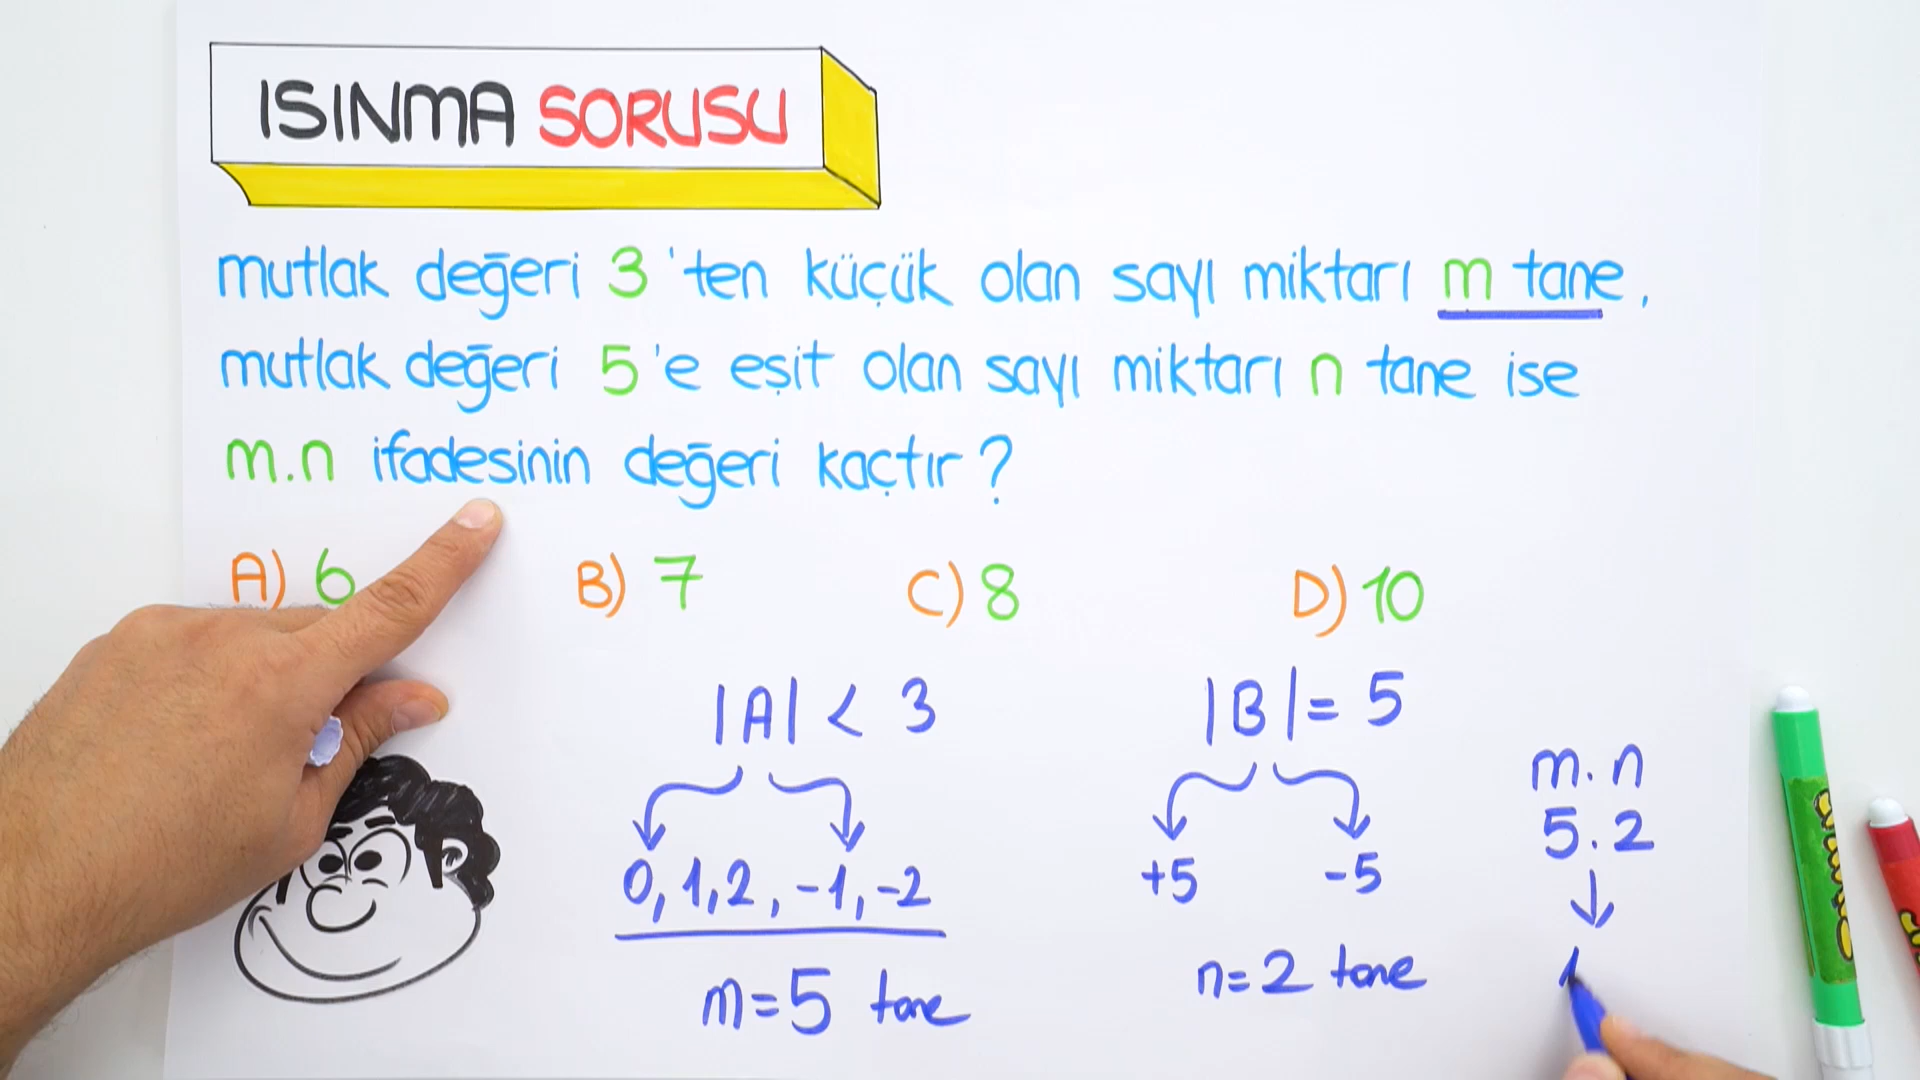 ISINMA SORUSU
mutlak değeri 3'ten küçük olan sayı miktarı m tane,
mutlak değeri 5'e eşit olan sayı miktarı n tane ise
m.n ifadesinin değeri kaçtır?
A) 6 B) 7 C) 8 D) 10
|A| < 3
0, 1, 2, -1, -2
m=5 tane
|B| = 5
+5 -5
n=2 tane
m.n
5.2
1